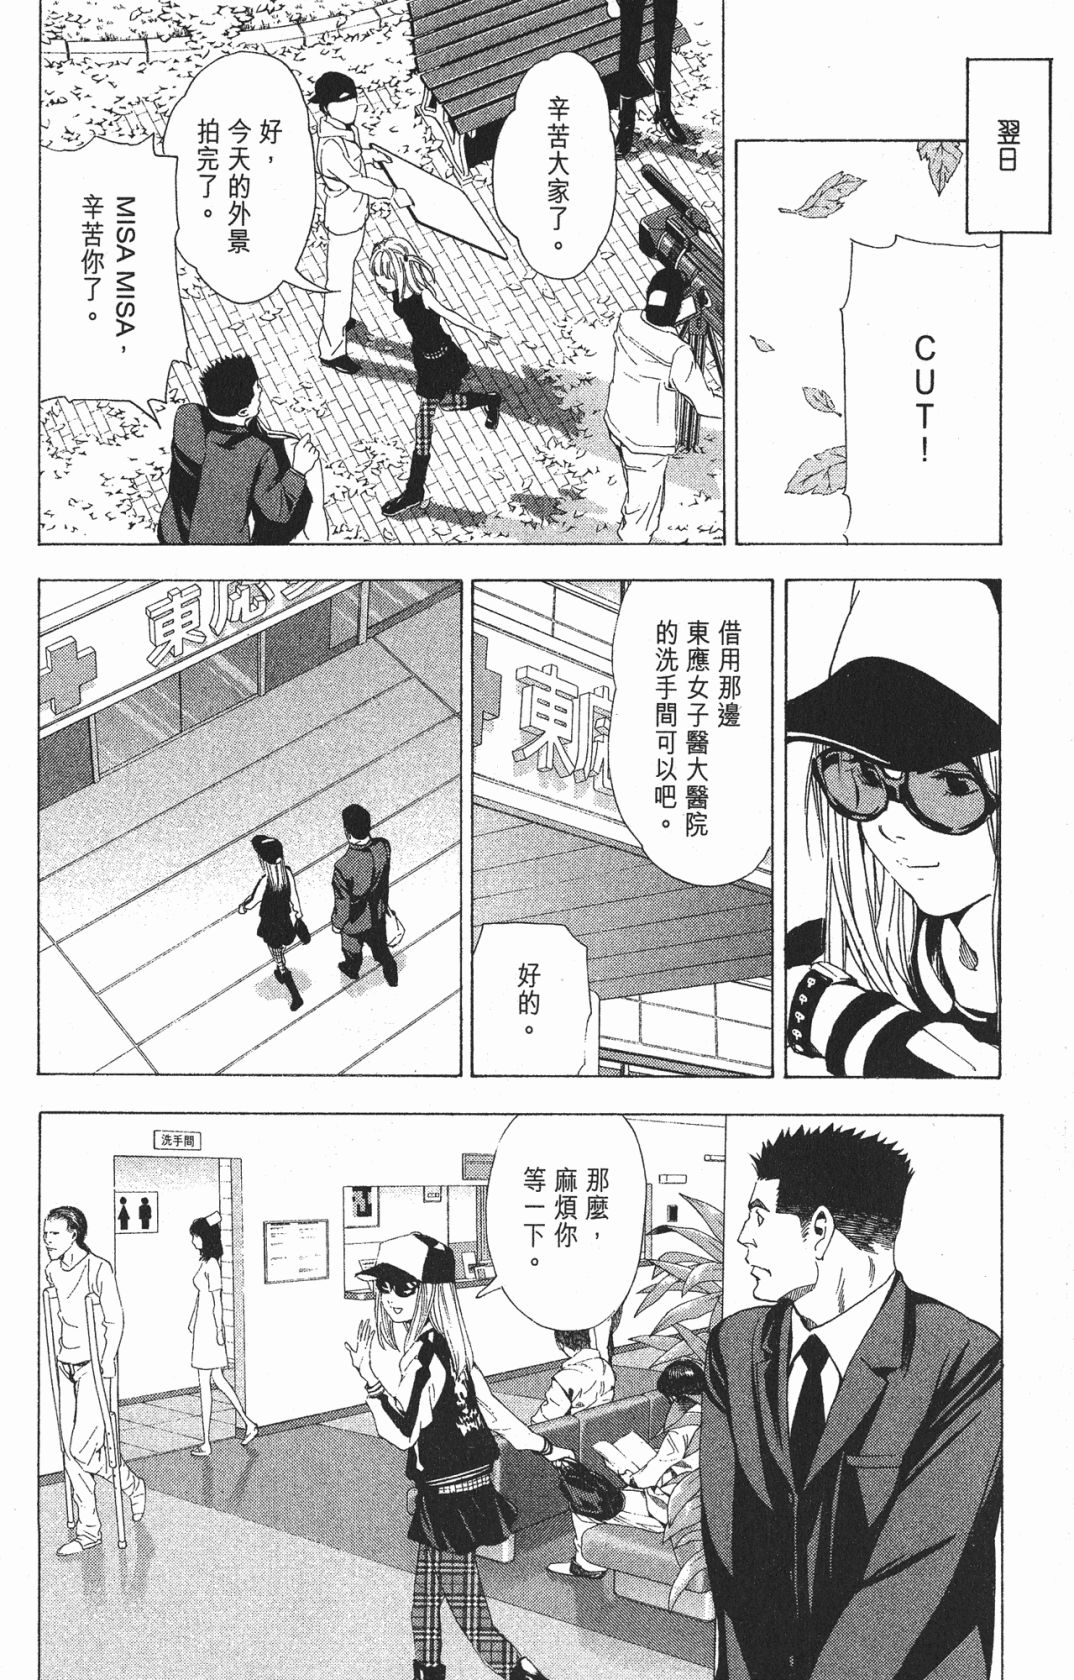 翌日
CUT!
辛苦大家了。
好,
今天的外景
拍完了。
MISA MISA,
辛苦你了。
借用那邊
東應女子醫大醫院
的洗手間可以吧。
東應
好的。
東應
那麼,
麻煩你
等一下。
洗手間